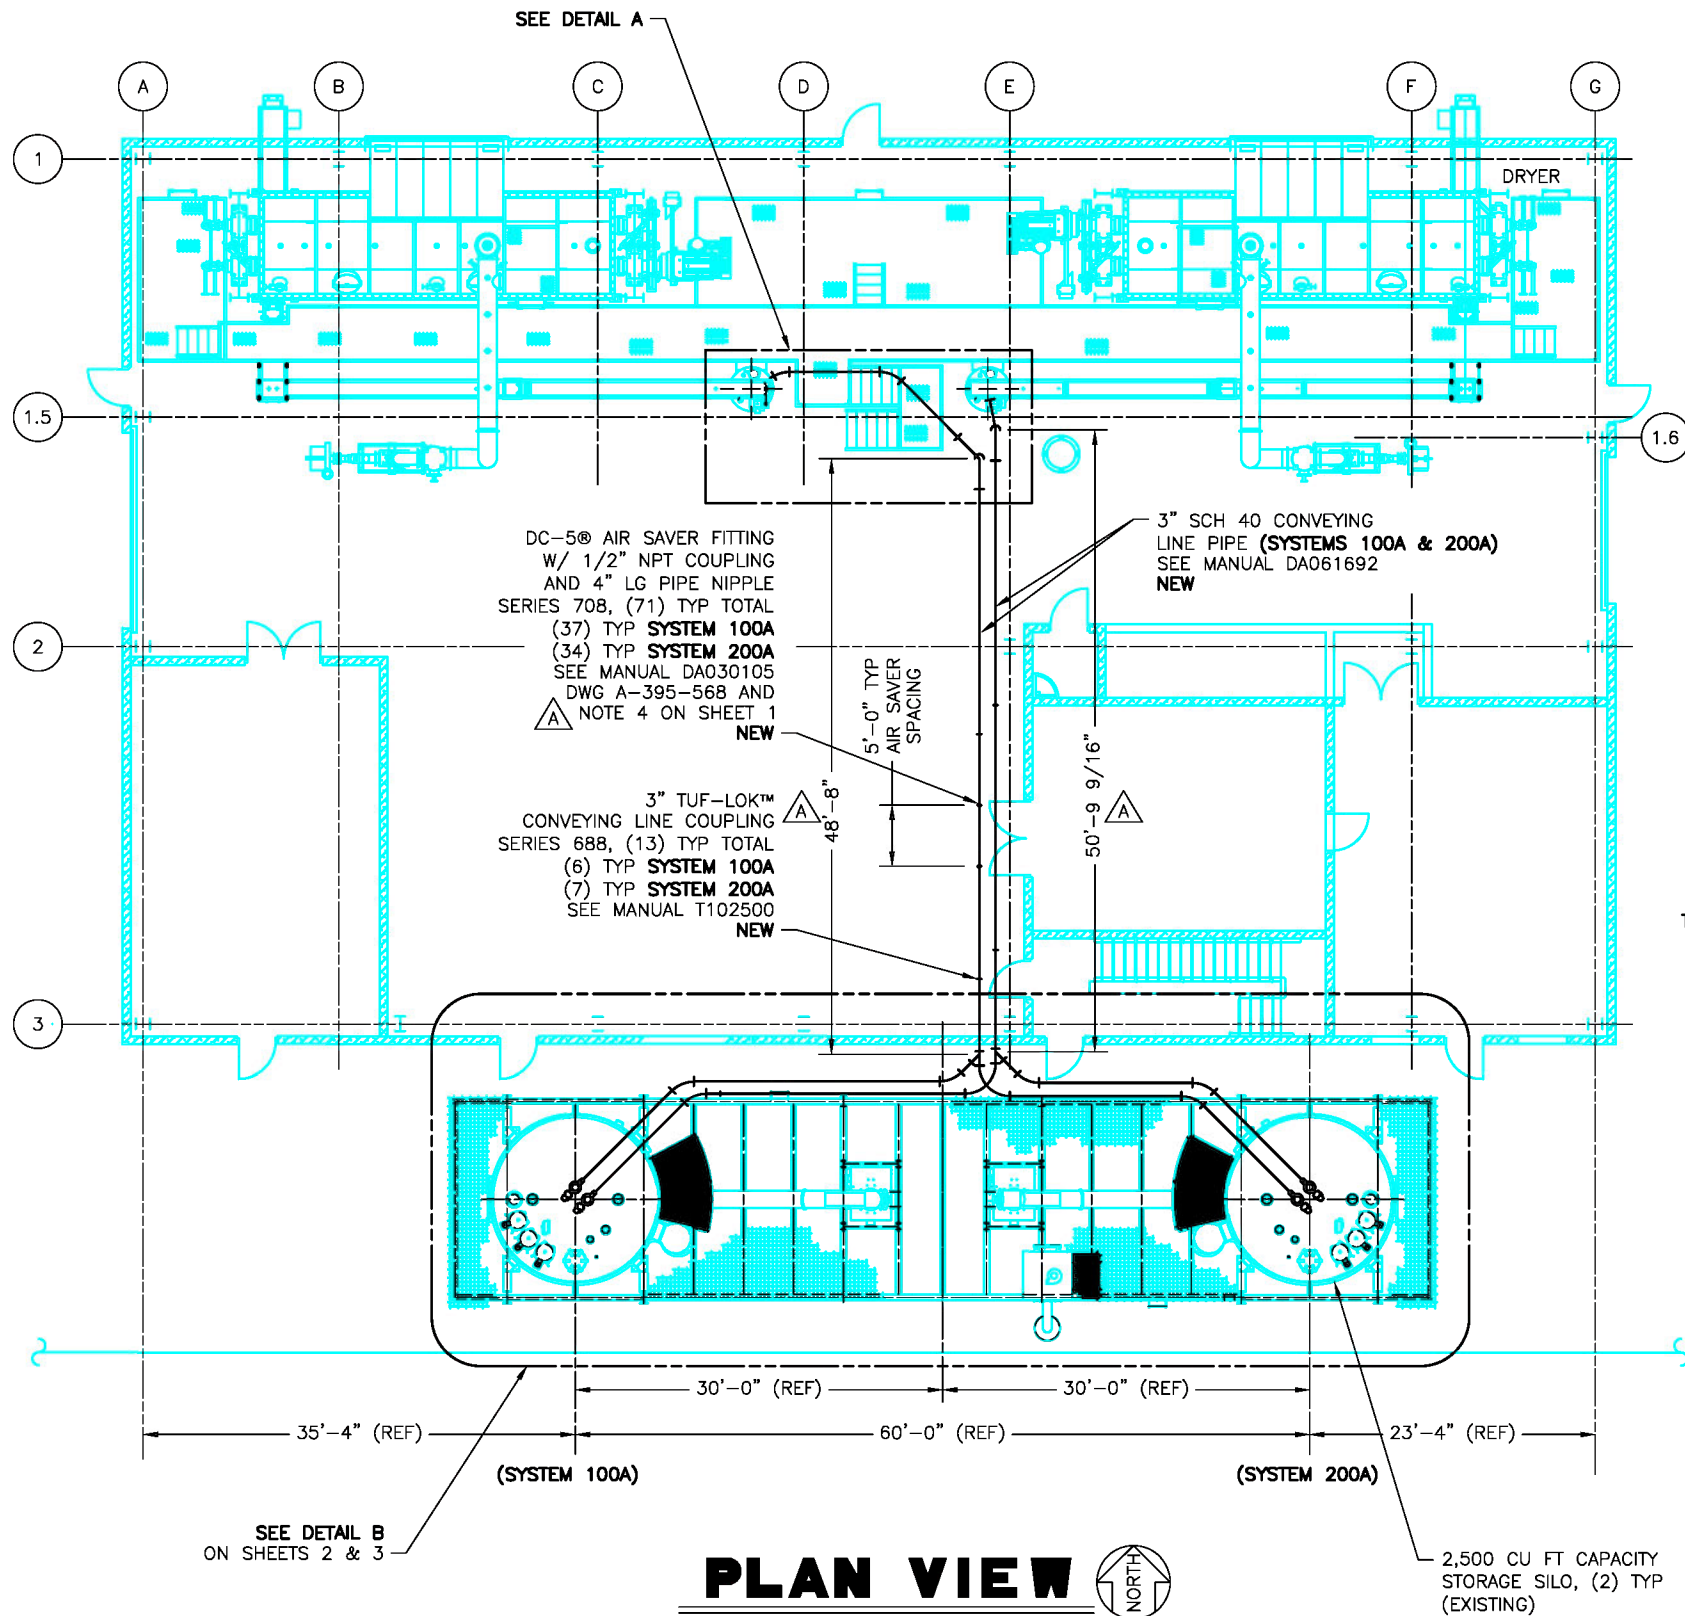 SEE DETAIL A
A
B
C
D
E
F
G
1
DRYER
1.5
1.6
DC-5® AIR SAVER FITTING
W/ 1/2" NPT COUPLING
AND 4" LG PIPE NIPPLE
SERIES 708, (71) TYP TOTAL
(37) TYP SYSTEM 100A
(34) TYP SYSTEM 200A
SEE MANUAL DA030105
DWG A-395-568 AND
A NOTE 4 ON SHEET 1
NEW
3" SCH 40 CONVEYING
LINE PIPE (SYSTEMS 100A & 200A)
SEE MANUAL DA061692
NEW
2
5'-0" TYP
AIR SAVER
SPACING
48'-8"
A
50'-9 9/16"
A
3" TUF-LOK™
CONVEYING LINE COUPLING
SERIES 688, (13) TYP TOTAL
(6) TYP SYSTEM 100A
(7) TYP SYSTEM 200A
SEE MANUAL T102500
NEW
3
30'-0" (REF)
30'-0" (REF)
35'-4" (REF)
60'-0" (REF)
23'-4" (REF)
(SYSTEM 100A)
(SYSTEM 200A)
SEE DETAIL B
ON SHEETS 2 & 3
PLAN VIEW
NORTH
2,500 CU FT CAPACITY
STORAGE SILO, (2) TYP
(EXISTING)